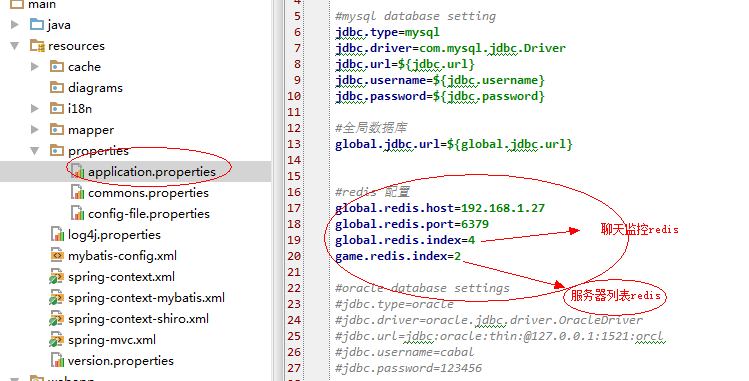 main
java
resources
cache
diagrams
i18n
mapper
properties
application.properties
commons.properties
config-file.properties
log4j.properties
mybatis-config.xml
spring-context.xml
spring-context-mybatis.xml
spring-context-shiro.xml
spring-mvc.xml
version.properties
5 #mysql database setting
6 jdbc.type=mysql
7 jdbc.driver=com.mysql.jdbc.Driver
8 jdbc.url=${jdbc.url}
9 jdbc.username=${jdbc.username}
10 jdbc.password=${jdbc.password}
11
12 #全局数据库
13 global.jdbc.url=${global.jdbc.url}
14
15
16 #redis 配置
17 global.redis.host=192.168.1.27
18 global.redis.port=6379
19 global.redis.index=4 聊天监控redis
20 game.redis.index=2
21
22 #oracle database settings 服务器列表redis
23 #jdbc.type=oracle
24 #jdbc.driver=oracle.jdbc.driver.OracleDriver
25 #jdbc.url=jdbc:oracle:thin:@127.0.0.1:1521:orcl
26 #jdbc.username=cabal
27 #jdbc.password=123456